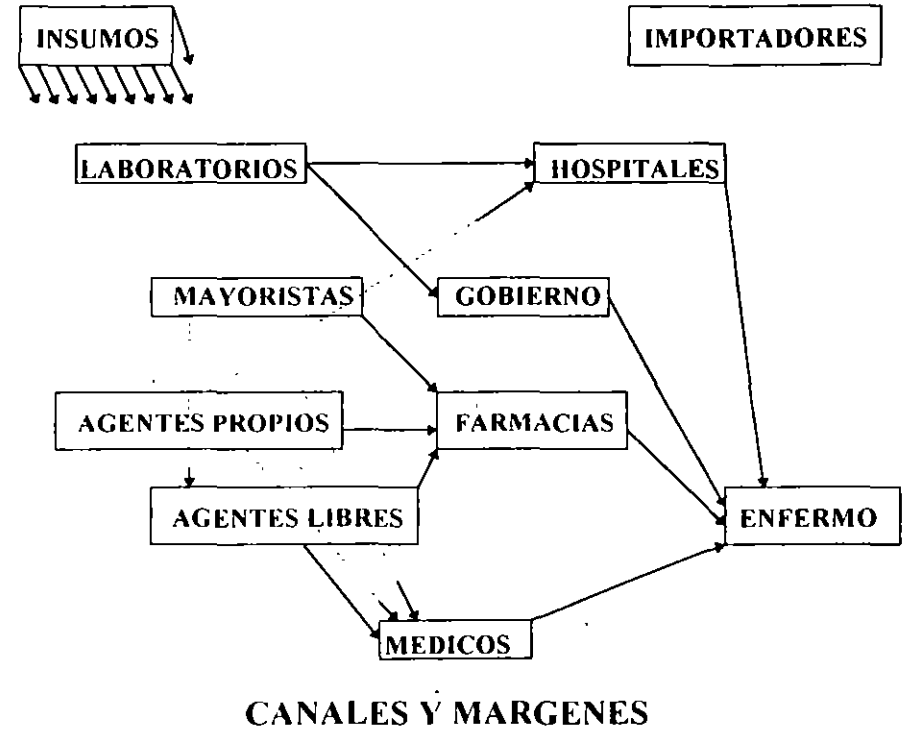 INSUMOS
IMPORTADORES
LABORATORIOS
HOSPITALES
MAYORISTAS
GOBIERNO
AGENTES PROPIOS
FARMACIAS
AGENTES LIBRES
ENFERMO
MEDICOS
CANALES Y MARGENES